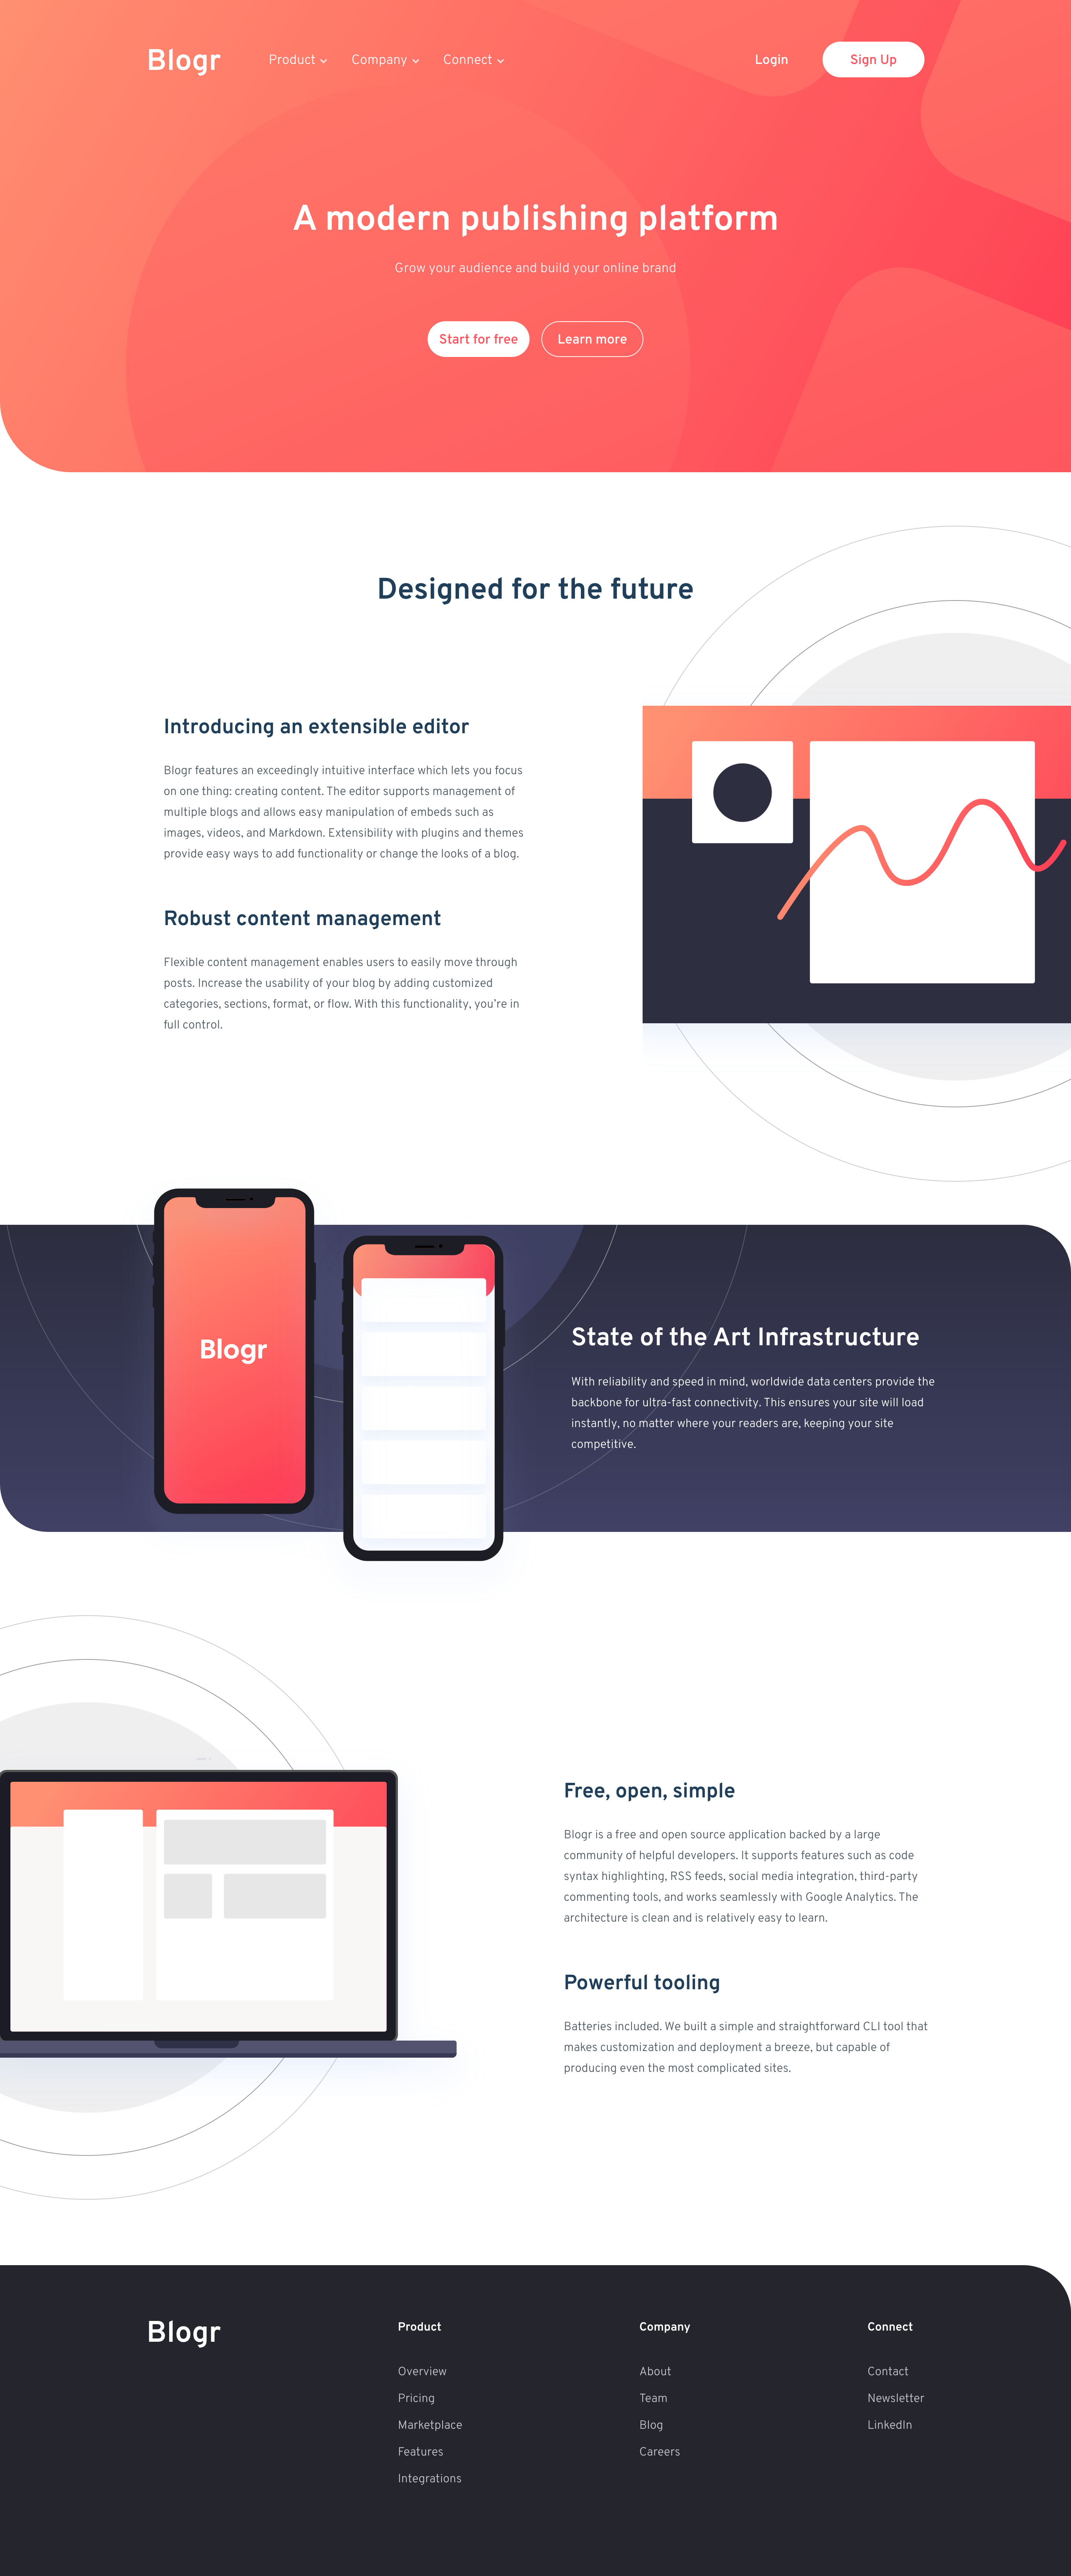 Blogr
Product
Company
Connect
Login
Sign Up
A modern publishing platform
Grow your audience and build your online brand
Start for free
Learn more
Designed for the future
Introducing an extensible editor
Blogr features an exceedingly intuitive interface which lets you focus
on one thing: creating content. The editor supports management of
multiple blogs and allows easy manipulation of embeds such as
images, videos, and Markdown. Extensibility with plugins and themes
provide easy ways to add functionality or change the looks of a blog.
Robust content management
Flexible content management enables users to easily move through
posts. Increase the usability of your blog by adding customized
categories, sections, format, or flow. With this functionality, you’re in
full control.
Blogr
State of the Art Infrastructure
With reliability and speed in mind, worldwide data centers provide the
backbone for ultra-fast connectivity. This ensures your site will load
instantly, no matter where your readers are, keeping your site
competitive.
Free, open, simple
Blogr is a free and open source application backed by a large
community of helpful developers. It supports features such as code
syntax highlighting, RSS feeds, social media integration, third-party
commenting tools, and works seamlessly with Google Analytics. The
architecture is clean and is relatively easy to learn.
Powerful tooling
Batteries included. We built a simple and straightforward CLI tool that
makes customization and deployment a breeze, but capable of
producing even the most complicated sites.
Blogr
Product
Overview
Pricing
Marketplace
Features
Integrations
Company
About
Team
Blog
Careers
Connect
Contact
Newsletter
LinkedIn